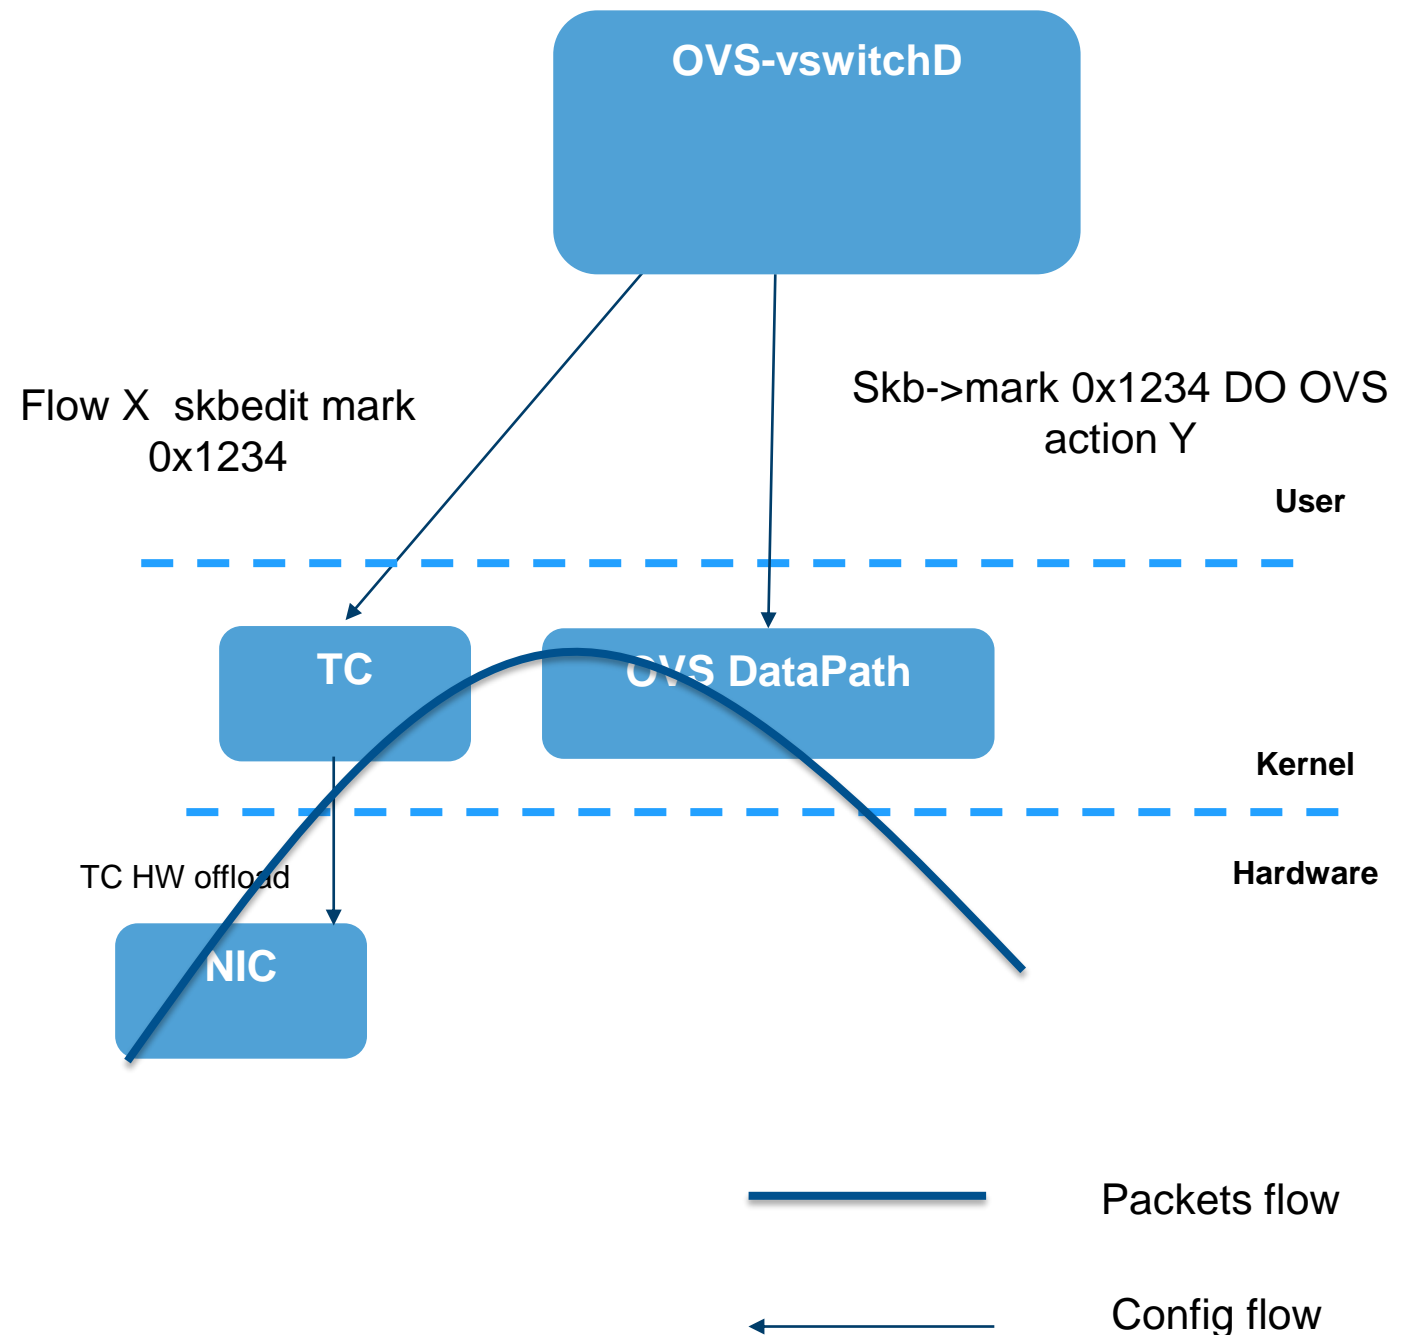 OVS-vswitchD
Flow X  skbedit mark
0x1234
Skb->mark 0x1234 DO OVS
action Y
User
TC
OVS DataPath
Kernel
TC HW offload
Hardware
NIC
Packets flow
Config flow